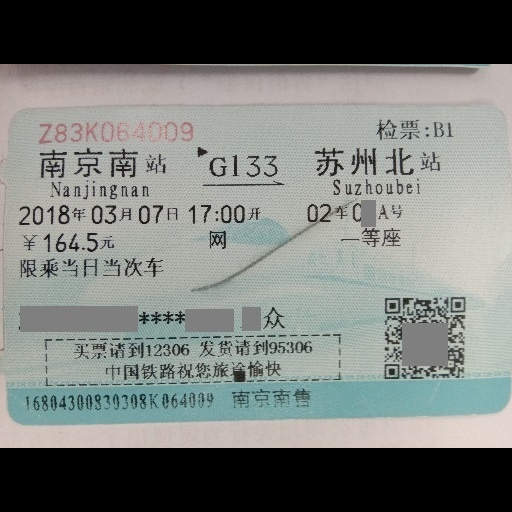 Z83K064009 检票:B1
南京南站 G133 苏州北站
Nanjingnan Suzhoubei
2018年03月07日 17:00开 02车0A号
￥164.5元 网 一等座
限乘当日当次车
**** 众
买票请到12306 发货请到95306
中国铁路祝您旅途愉快
16804300830308K064009 南京南售